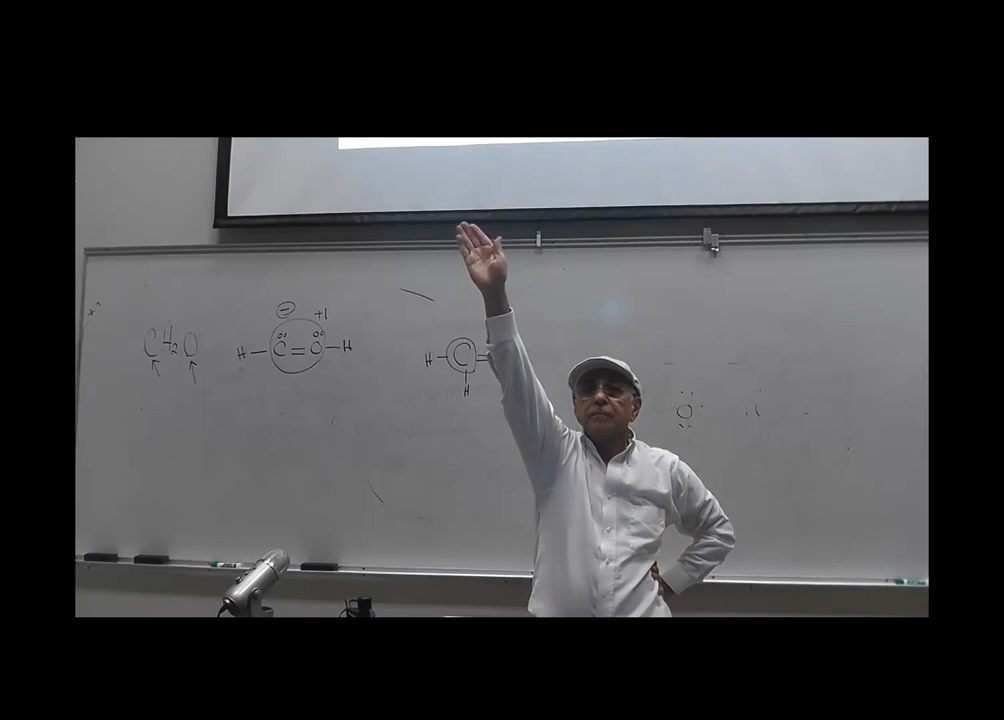 CH₂O
⊖ +1
H—C=O—H
H—C=
H
O